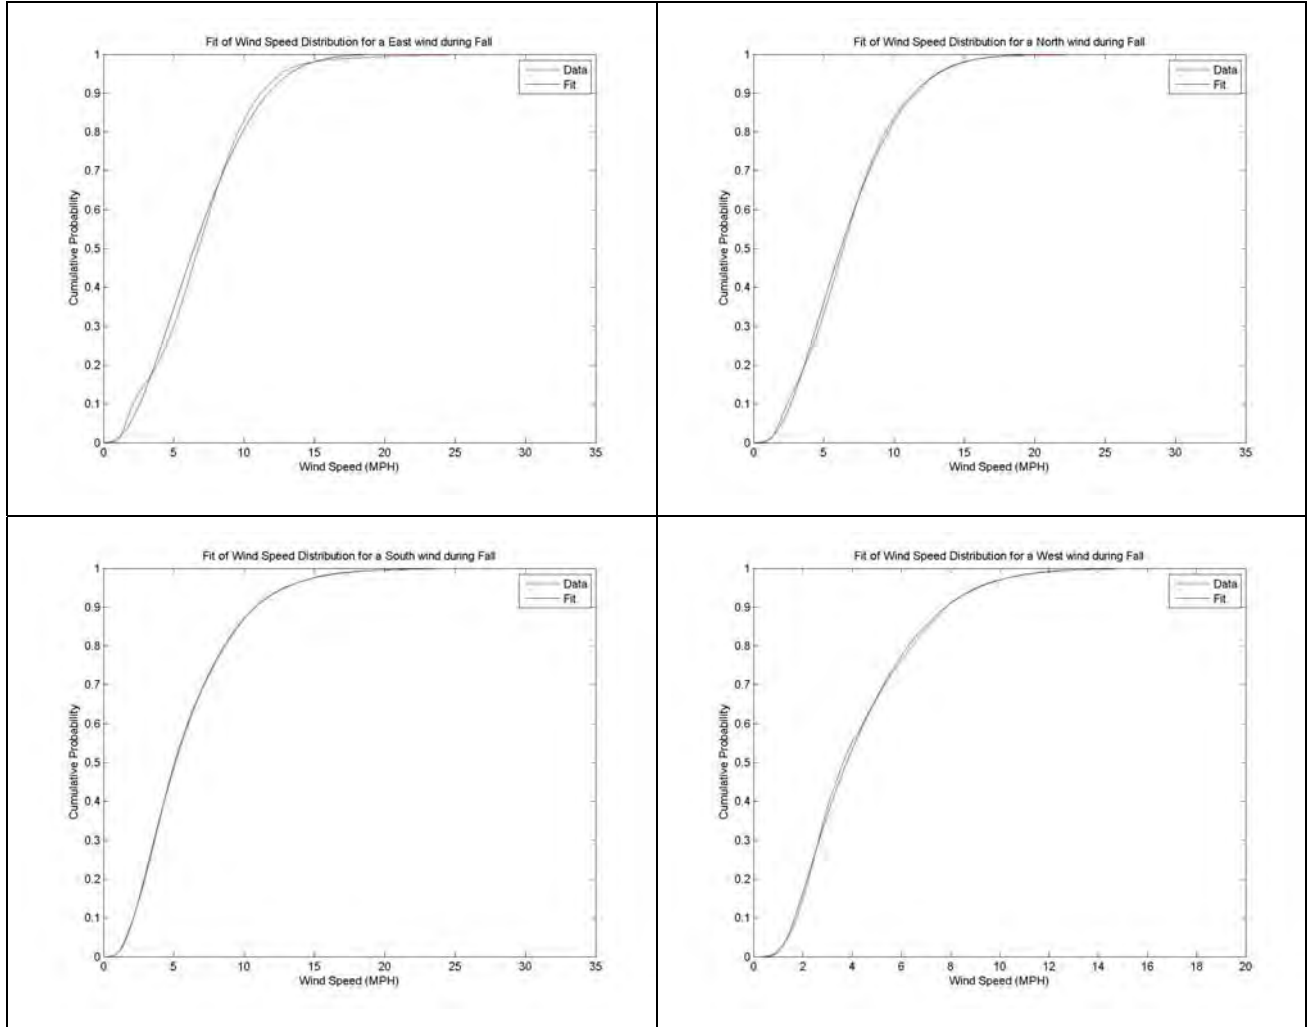 Fit of Wind Speed Distribution for a East wind during Fall
1
0.9
0.8
0.7
0.6
0.5
0.4
0.3
0.2
0.1
0
Cumulative Probability
Data
Fit
0 5 10 15 20 25 30 35
Wind Speed (MPH)
Fit of Wind Speed Distribution for a North wind during Fall
1
0.9
0.8
0.7
0.6
0.5
0.4
0.3
0.2
0.1
0
Cumulative Probability
Data
Fit
0 5 10 15 20 25 30 35
Wind Speed (MPH)
Fit of Wind Speed Distribution for a South wind during Fall
1
0.9
0.8
0.7
0.6
0.5
0.4
0.3
0.2
0.1
0
Cumulative Probability
Data
Fit
0 5 10 15 20 25 30 35
Wind Speed (MPH)
Fit of Wind Speed Distribution for a West wind during Fall
1
0.9
0.8
0.7
0.6
0.5
0.4
0.3
0.2
0.1
0
Cumulative Probability
Data
Fit
0 2 4 6 8 10 12 14 16 18 20
Wind Speed (MPH)